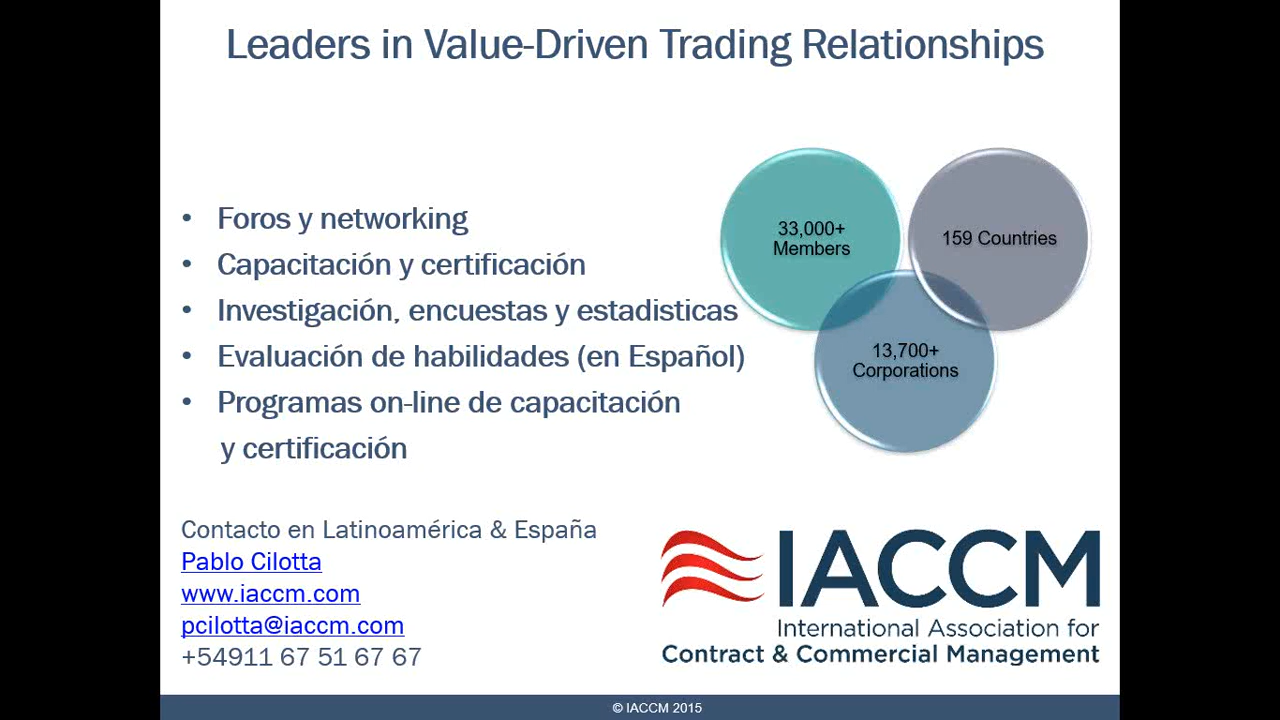 Leaders in Value-Driven Trading Relationships
• Foros y networking
• Capacitación y certificación
• Investigación, encuestas y estadisticas
• Evaluación de habilidades (en Español)
• Programas on-line de capacitación
y certificación
33,000+
Members
159 Countries
13,700+
Corporations
Contacto en Latinoamérica & España
Pablo Cilotta
www.iaccm.com
pcilotta@iaccm.com
+54911 67 51 67 67
IACCM
International Association for
Contract & Commercial Management
© IACCM 2015